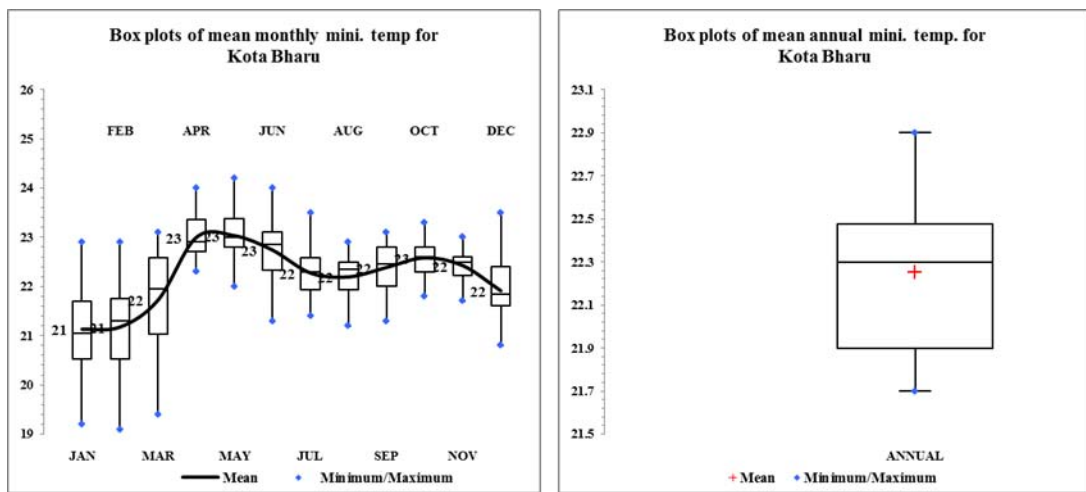 Box plots of mean monthly mini. temp for
Kota Bharu
26
25
24
23
22
21
20
19
FEB APR JUN AUG OCT DEC
21 21 22 23 23 23 22 22 22 23 22 22
JAN MAR MAY JUL SEP NOV
Mean Minimum/Maximum
Box plots of mean annual mini. temp. for
Kota Bharu
23.1
22.9
22.7
22.5
22.3
22.1
21.9
21.7
21.5
ANNUAL
Mean Minimum/Maximum